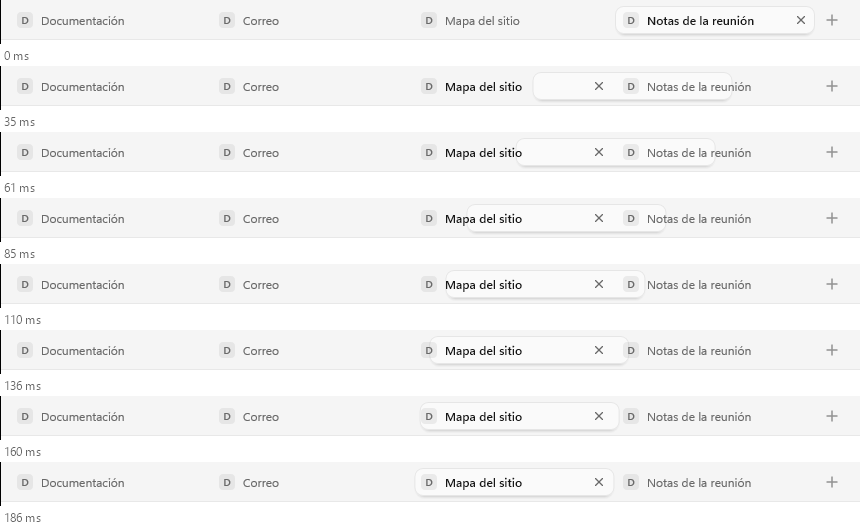 D Documentación D Correo D Mapa del sitio D Notas de la reunión × +
0 ms
D Documentación D Correo D Mapa del sitio × D Notas de la reunión +
35 ms
D Documentación D Correo D Mapa del sitio × D Notas de la reunión +
61 ms
D Documentación D Correo D Mapa del sitio × D Notas de la reunión +
85 ms
D Documentación D Correo D Mapa del sitio × D Notas de la reunión +
110 ms
D Documentación D Correo D Mapa del sitio × D Notas de la reunión +
136 ms
D Documentación D Correo D Mapa del sitio × D Notas de la reunión +
160 ms
D Documentación D Correo D Mapa del sitio × D Notas de la reunión +
186 ms